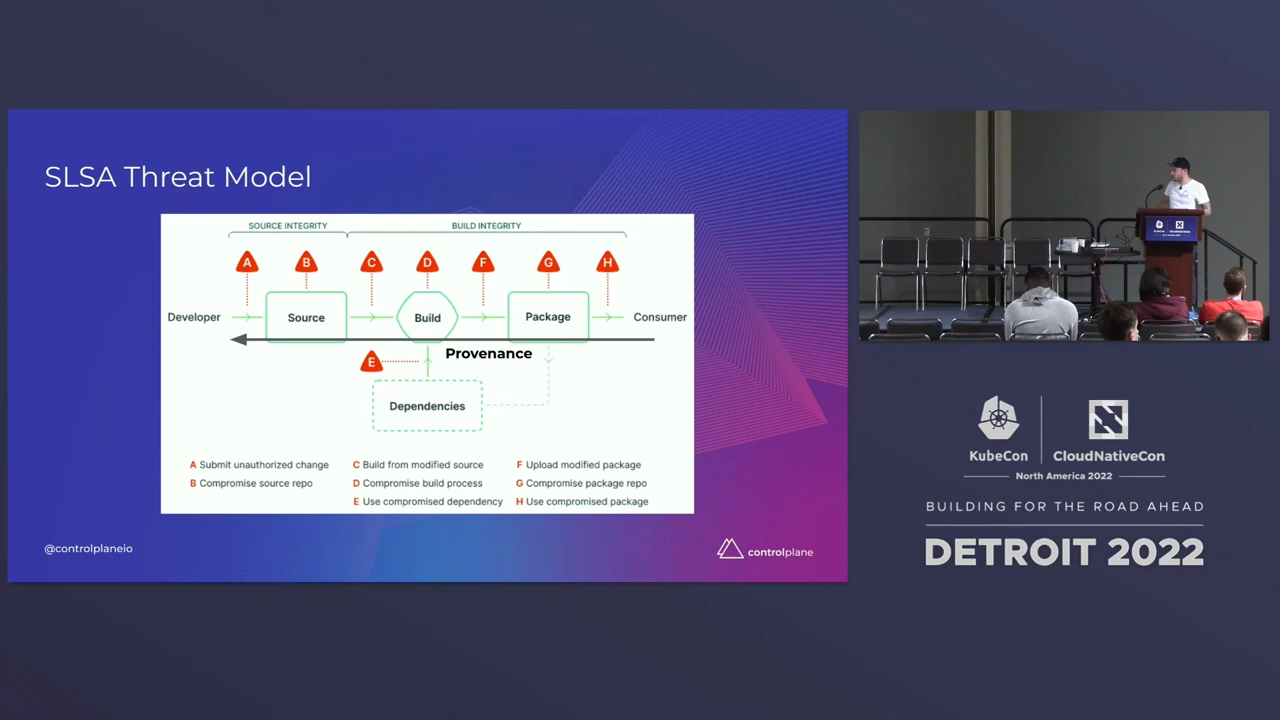 SLSA Threat Model
SOURCE INTEGRITY
BUILD INTEGRITY
A
B
C
D
F
G
H
Developer
Source
Build
Package
Consumer
Provenance
E
Dependencies
A Submit unauthorized change
B Compromise source repo
C Build from modified source
D Compromise build process
E Use compromised dependency
F Upload modified package
G Compromise package repo
H Use compromised package
@controlplaneio
controlplane
KubeCon
CloudNativeCon
North America 2022
BUILDING FOR THE ROAD AHEAD
DETROIT 2022